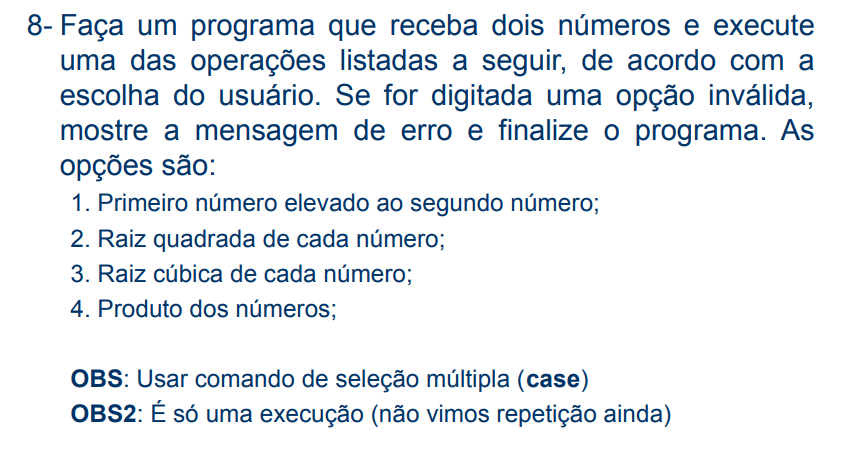 8- Faça um programa que receba dois números e execute
uma das operações listadas a seguir, de acordo com a
escolha do usuário. Se for digitada uma opção inválida,
mostre a mensagem de erro e finalize o programa. As
opções são:
1. Primeiro número elevado ao segundo número;
2. Raiz quadrada de cada número;
3. Raiz cúbica de cada número;
4. Produto dos números;
OBS: Usar comando de seleção múltipla (case)
OBS2: É só uma execução (não vimos repetição ainda)